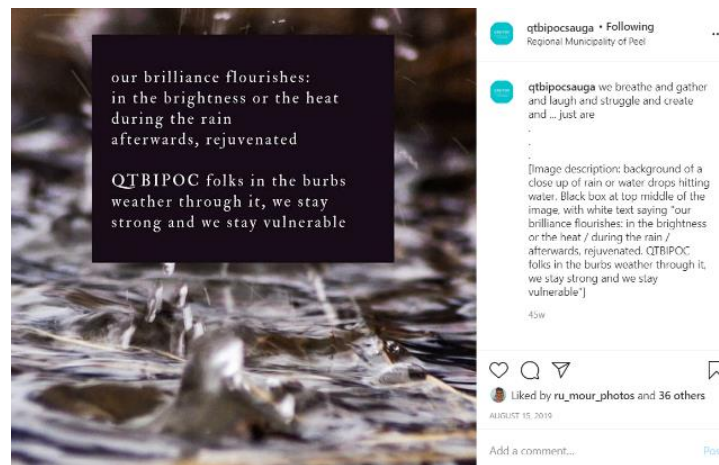 our brilliance flourishes:
in the brightness or the heat
during the rain
afterwards, rejuvenated
QTBIPOC folks in the burbs
weather through it, we stay
strong and we stay vulnerable
qtbipocsauga • Following
Regional Municipality of Peel
...
qtbipocsauga we breathe and gather
and laugh and struggle and create
and ... just are
.
.
.
[Image description: background of a
close up of rain or water drops hitting
water. Black box at top middle of the
image, with white text saying "our
brilliance flourishes: in the brightness
or the heat / during the rain /
afterwards, rejuvenated. QTBIPOC
folks in the burbs weather through it,
we stay strong and we stay
vulnerable"]
45w
Liked by ru_mour_photos and 36 others
AUGUST 15, 2019
Add a comment...